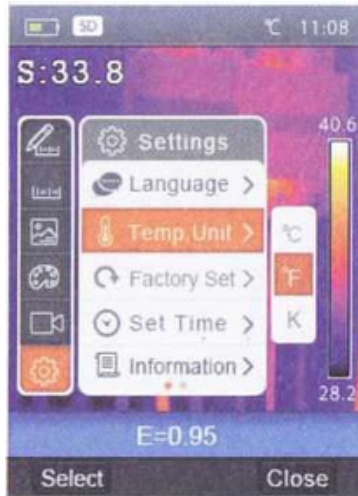 SD ℃ 11:08
S:33.8
40.6
Settings
Language >
Temp.Unit > ℃
Factory Set > ℉
Set Time > K
Information >
28.2
E=0.95
Select Close